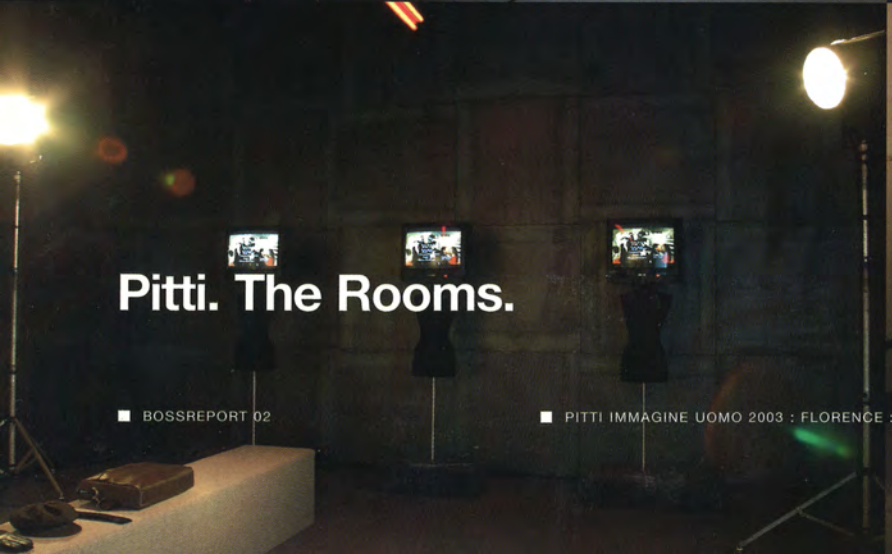 Pitti. The Rooms.
BOSSREPORT 02
PITTI IMMAGINE UOMO 2003 : FLORENCE :